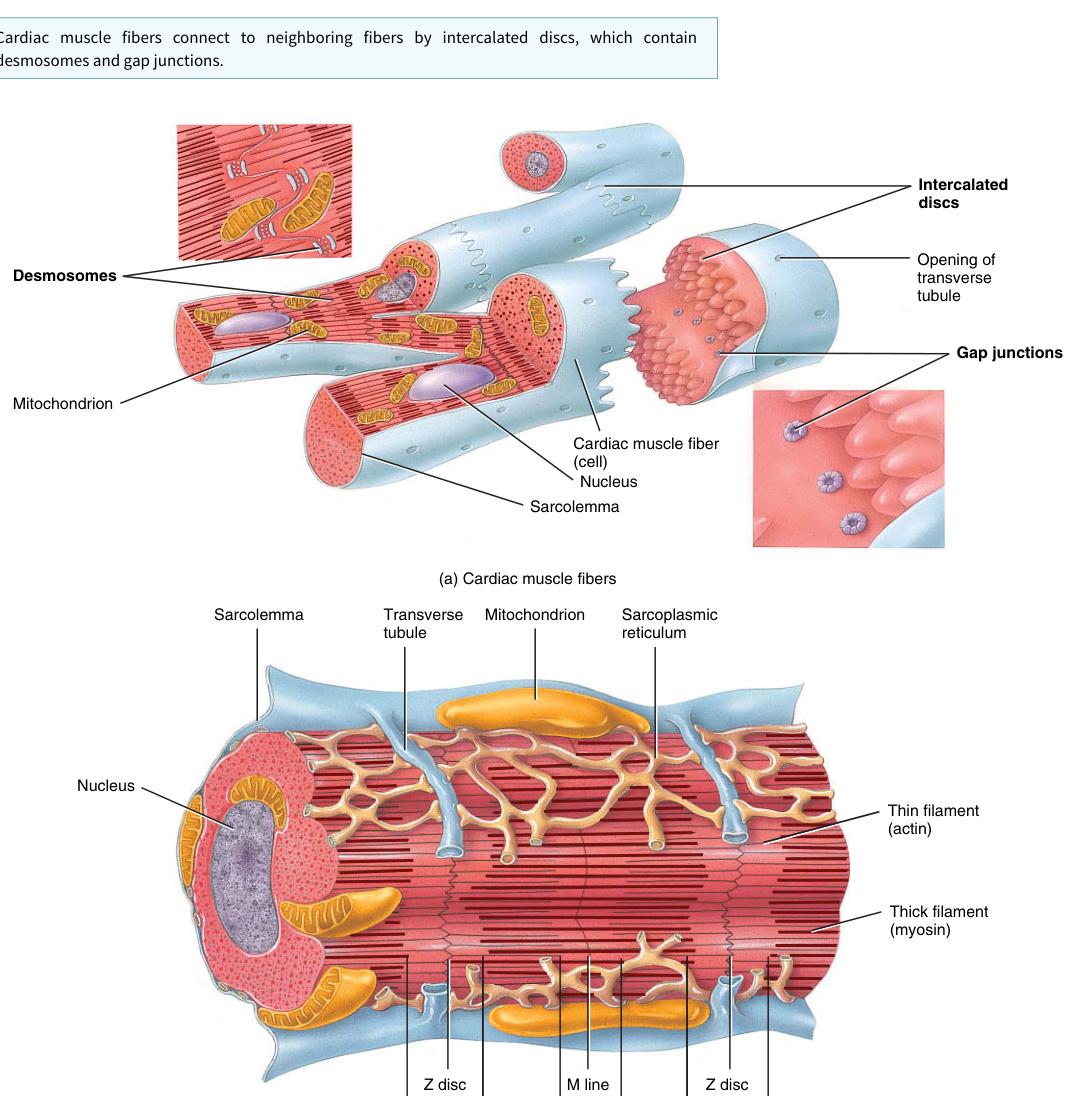 Cardiac muscle fibers connect to neighboring fibers by intercalated discs, which contain
desmosomes and gap junctions.
Intercalated
discs
Desmosomes
Opening of
transverse
tubule
Gap junctions
Mitochondrion
Cardiac muscle fiber
(cell)
Nucleus
Sarcolemma
(a) Cardiac muscle fibers
Sarcolemma
Transverse
tubule
Mitochondrion
Sarcoplasmic
reticulum
Nucleus
Thin filament
(actin)
Thick filament
(myosin)
Z disc
M line
Z disc